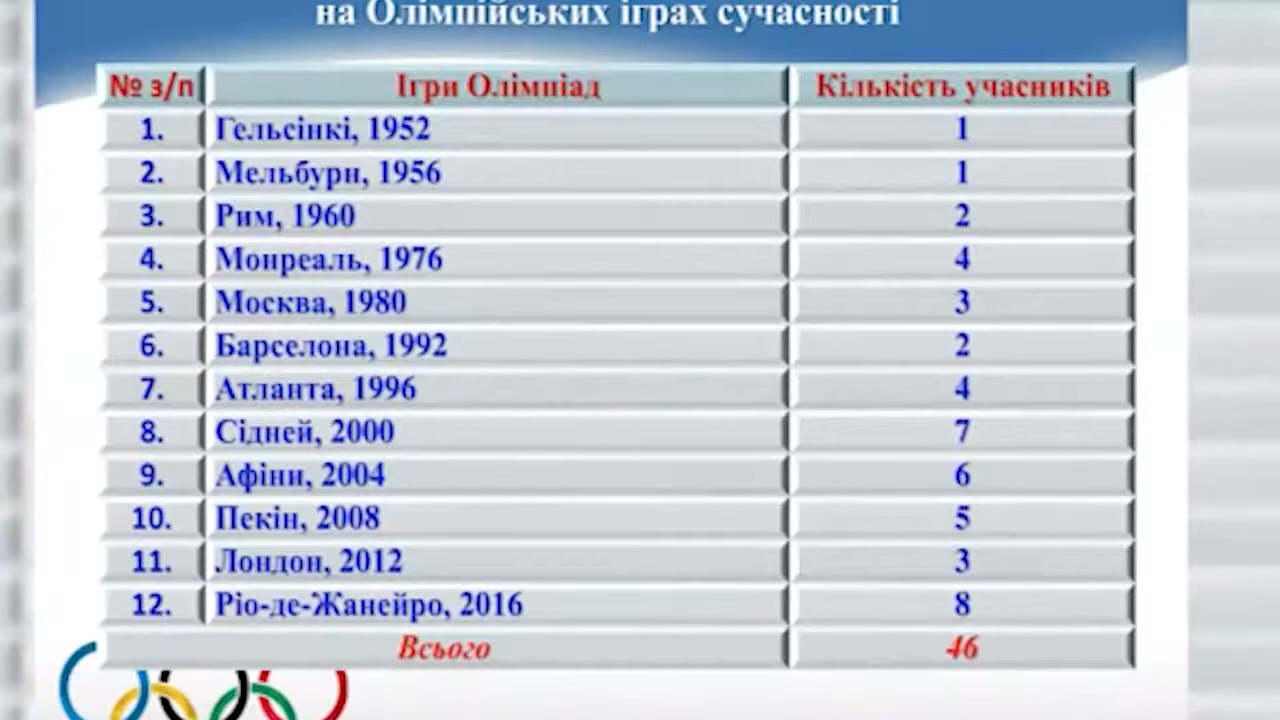 на Олімпійських іграх сучасності
№ з/п Ігри Олімпіад Кількість учасників
1. Гельсінкі, 1952 1
2. Мельбурн, 1956 1
3. Рим, 1960 2
4. Монреаль, 1976 4
5. Москва, 1980 3
6. Барселона, 1992 2
7. Атланта, 1996 4
8. Сідней, 2000 7
9. Афіни, 2004 6
10. Пекін, 2008 5
11. Лондон, 2012 3
12. Ріо-де-Жанейро, 2016 8
Всього 46